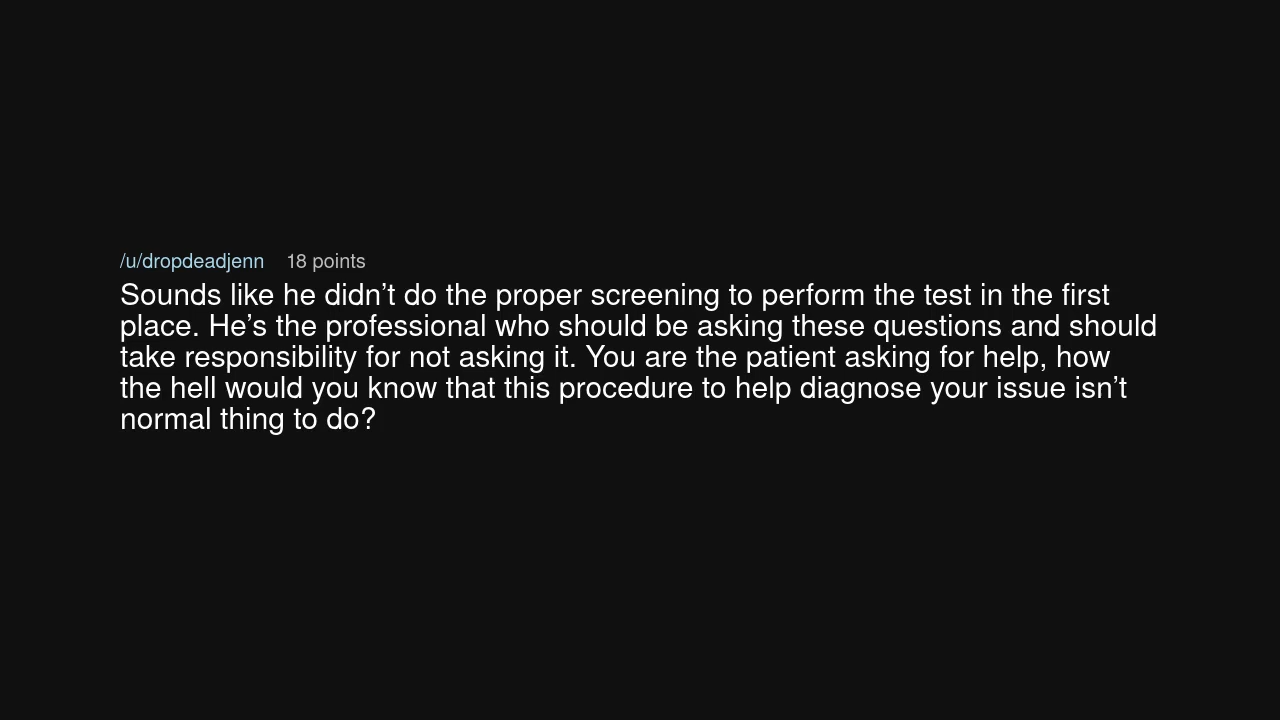 /u/dropdeadjenn 18 points
Sounds like he didn’t do the proper screening to perform the test in the first
place. He’s the professional who should be asking these questions and should
take responsibility for not asking it. You are the patient asking for help, how
the hell would you know that this procedure to help diagnose your issue isn’t
normal thing to do?